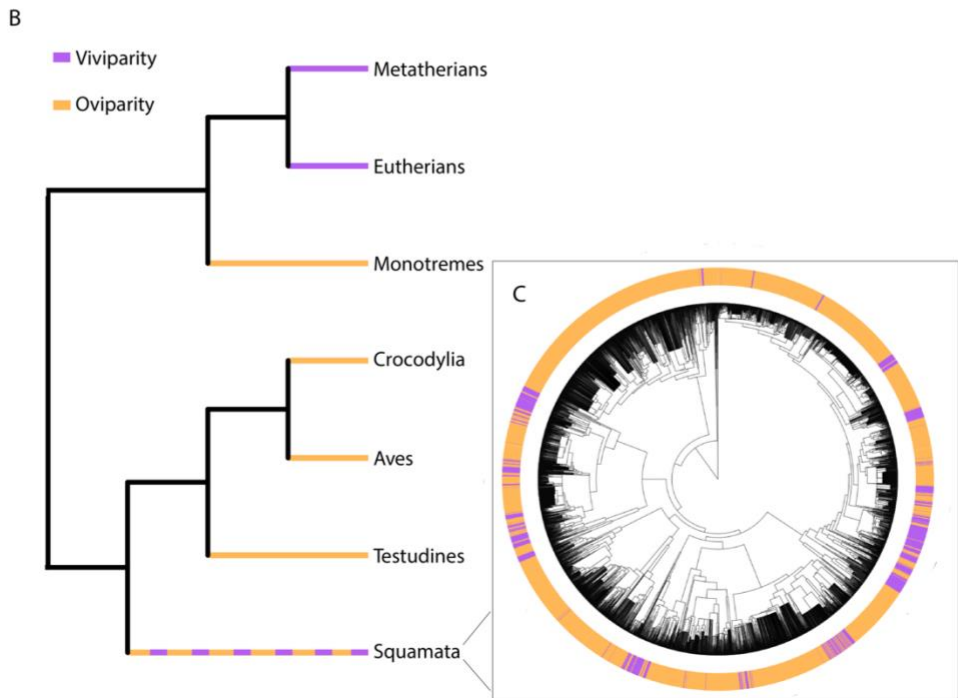 B
Viviparity
Oviparity
Metatherians
Eutherians
Monotremes
Crocodylia
Aves
Testudines
Squamata
C